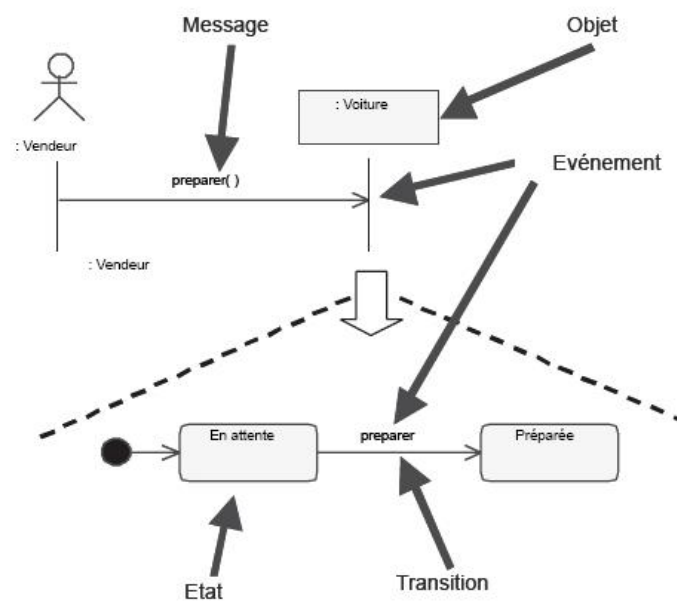 Message
Objet
: Voiture
: Vendeur
Evénement
preparer( )
: Vendeur
En attente
preparer
Préparée
Etat
Transition